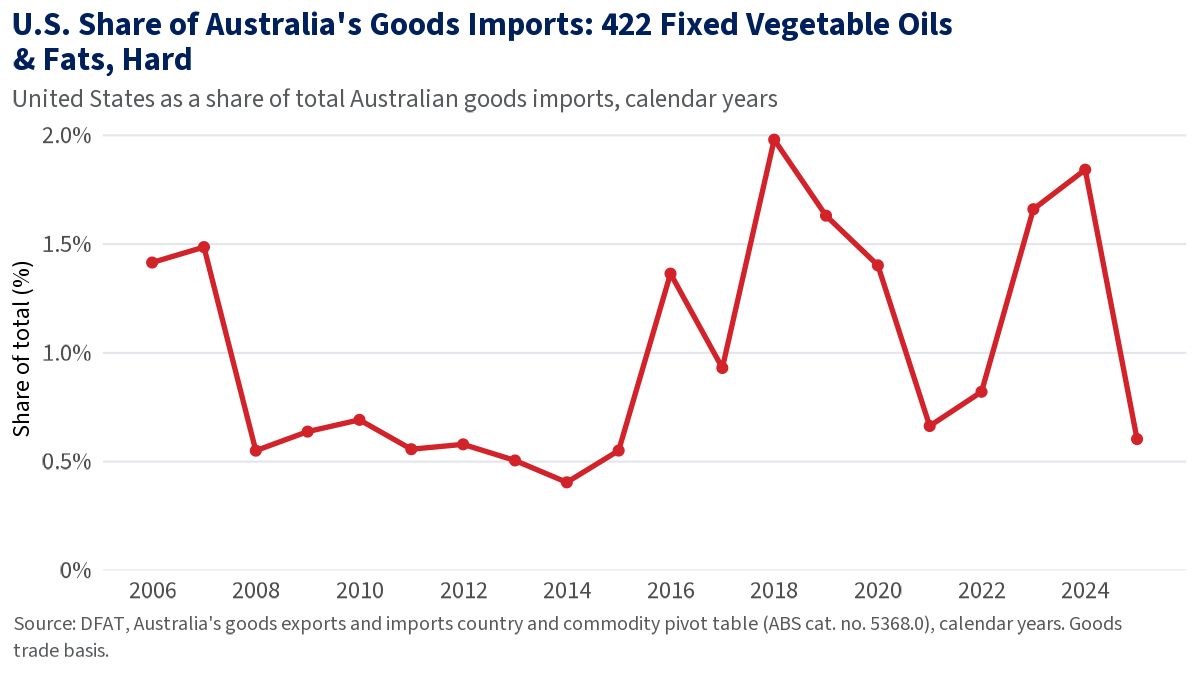 U.S. Share of Australia's Goods Imports: 422 Fixed Vegetable Oils
& Fats, Hard
United States as a share of total Australian goods imports, calendar years
Share of total (%)
2.0%
1.5%
1.0%
0.5%
0%
2006 2008 2010 2012 2014 2016 2018 2020 2022 2024
Source: DFAT, Australia's goods exports and imports country and commodity pivot table (ABS cat. no. 5368.0), calendar years. Goods
trade basis.